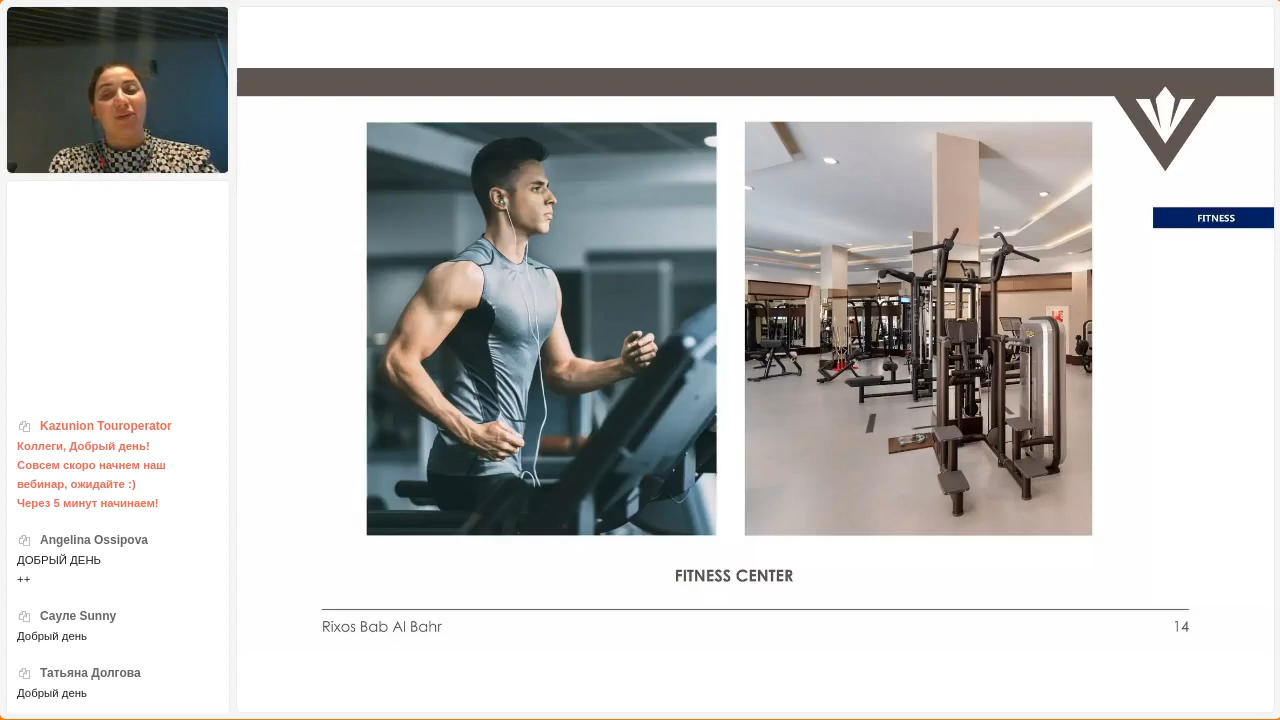 FITNESS
FITNESS CENTER
Rixos Bab Al Bahr
14
Kazunion Touroperator
Коллеги, Добрый день!
Совсем скоро начнем наш
вебинар, ожидайте :)
Через 5 минут начинаем!
Angelina Ossipova
ДОБРЫЙ ДЕНЬ
++
Сауле Sunny
Добрый день
Татьяна Долгова
Добрый день